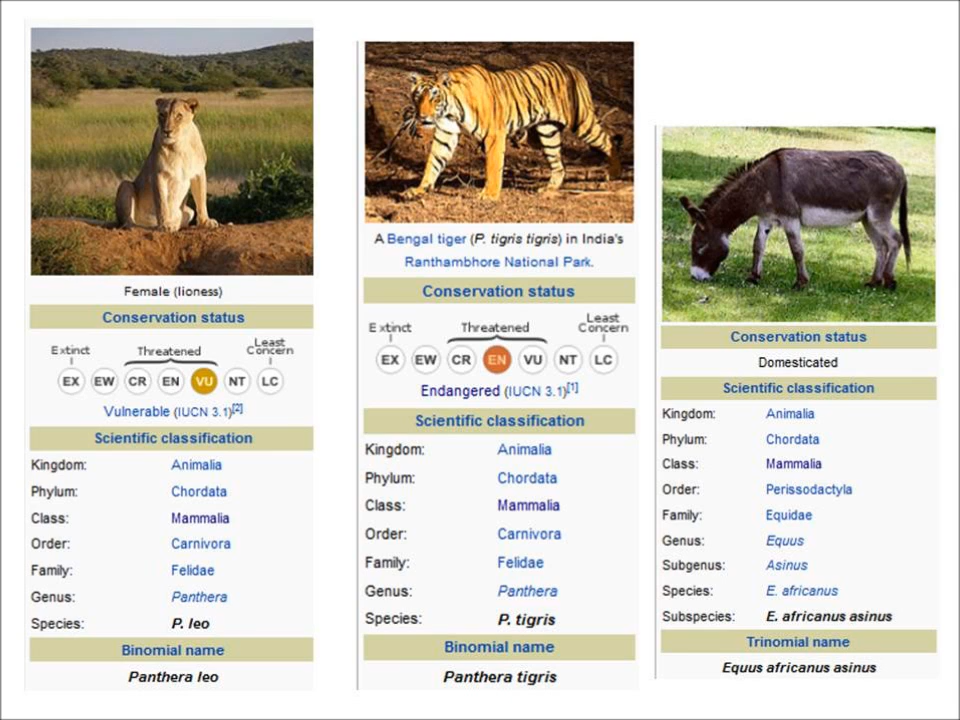 Female (lioness)
Conservation status
Extinct
Threatened
Least
Concern
EX EW CR EN VU NT LC
Vulnerable (IUCN 3.1)[2]
Scientific classification
Kingdom: Animalia
Phylum: Chordata
Class: Mammalia
Order: Carnivora
Family: Felidae
Genus: Panthera
Species: P. leo
Binomial name
Panthera leo
A Bengal tiger (P. tigris tigris) in India's
Ranthambhore National Park.
Conservation status
Extinct
Threatened
Least
Concern
EX EW CR EN VU NT LC
Endangered (IUCN 3.1)[1]
Scientific classification
Kingdom: Animalia
Phylum: Chordata
Class: Mammalia
Order: Carnivora
Family: Felidae
Genus: Panthera
Species: P. tigris
Binomial name
Panthera tigris
Conservation status
Domesticated
Scientific classification
Kingdom: Animalia
Phylum: Chordata
Class: Mammalia
Order: Perissodactyla
Family: Equidae
Genus: Equus
Subgenus: Asinus
Species: E. africanus
Subspecies: E. africanus asinus
Trinomial name
Equus africanus asinus